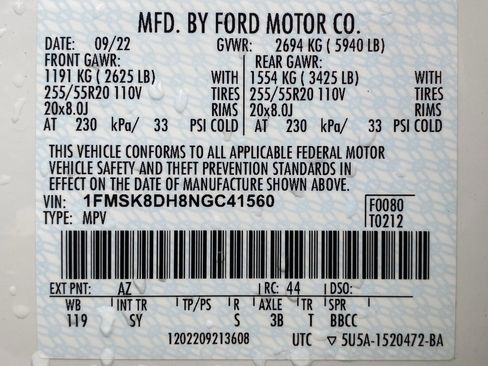 MFD. BY FORD MOTOR CO.
DATE: 09/22 GVWR: 2694 KG ( 5940 LB)
FRONT GAWR: REAR GAWR:
1191 KG ( 2625 LB) WITH 1554 KG ( 3425 LB) WITH
255/55R20 110V TIRES 255/55R20 110V TIRES
20x8.0J RIMS 20x8.0J RIMS
AT 230 kPa/ 33 PSI COLD AT 230 kPa/ 33 PSI COLD
THIS VEHICLE CONFORMS TO ALL APPLICABLE FEDERAL MOTOR
VEHICLE SAFETY AND THEFT PREVENTION STANDARDS IN
EFFECT ON THE DATE OF MANUFACTURE SHOWN ABOVE.
VIN: 1FMSK8DH8NGC41560 F0080
TYPE: MPV T0212
EXT PNT: AZ RC: 44 DSO:
WB INT TR TP/PS R AXLE TR SPR
119 SY S 3B T BBCC
1202209213608 UTC ▽ 5U5A-1520472-BA